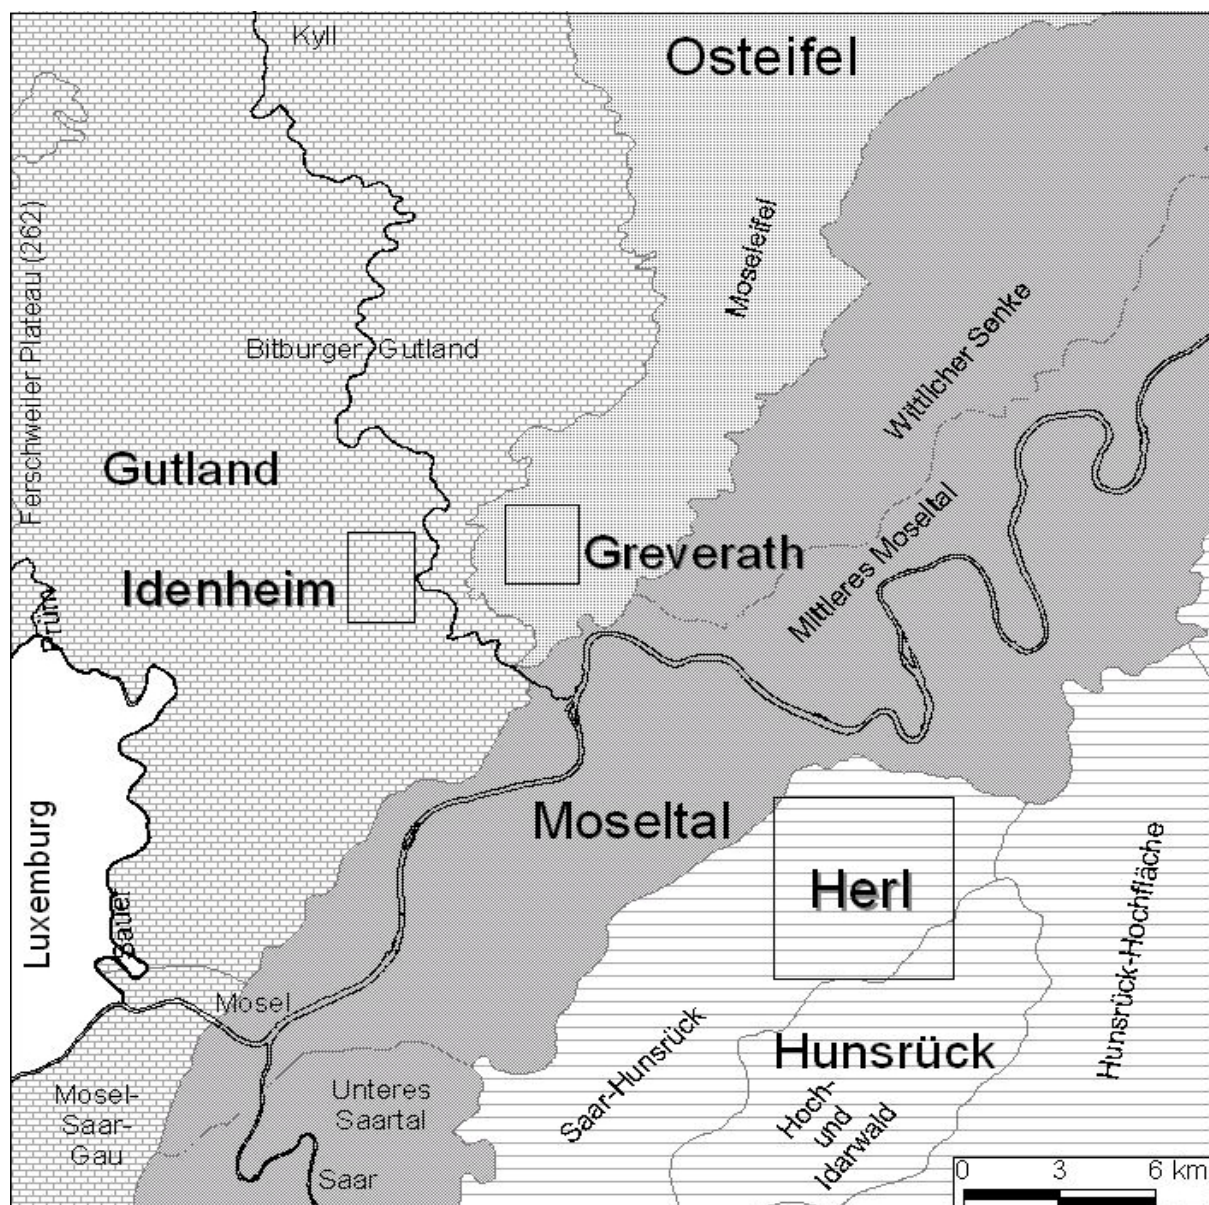 Kyll
Osteifel
Ferschweiler Plateau (262)
Moseleifel
Bitburger Gutland
Wittlicher Senke
Gutland
Mittleres Moseltal
Greverath
Idenheim
Prüm
Luxemburg
Moseltal
Herl
Hunsrück-Hochfläche
Sauer
Mosel
Saar-Hunsrück
Hunsrück
Mosel-
Saar-
Gau
Unteres
Saartal
Hoch-
und
Idarwald
Saar
0 3 6 km